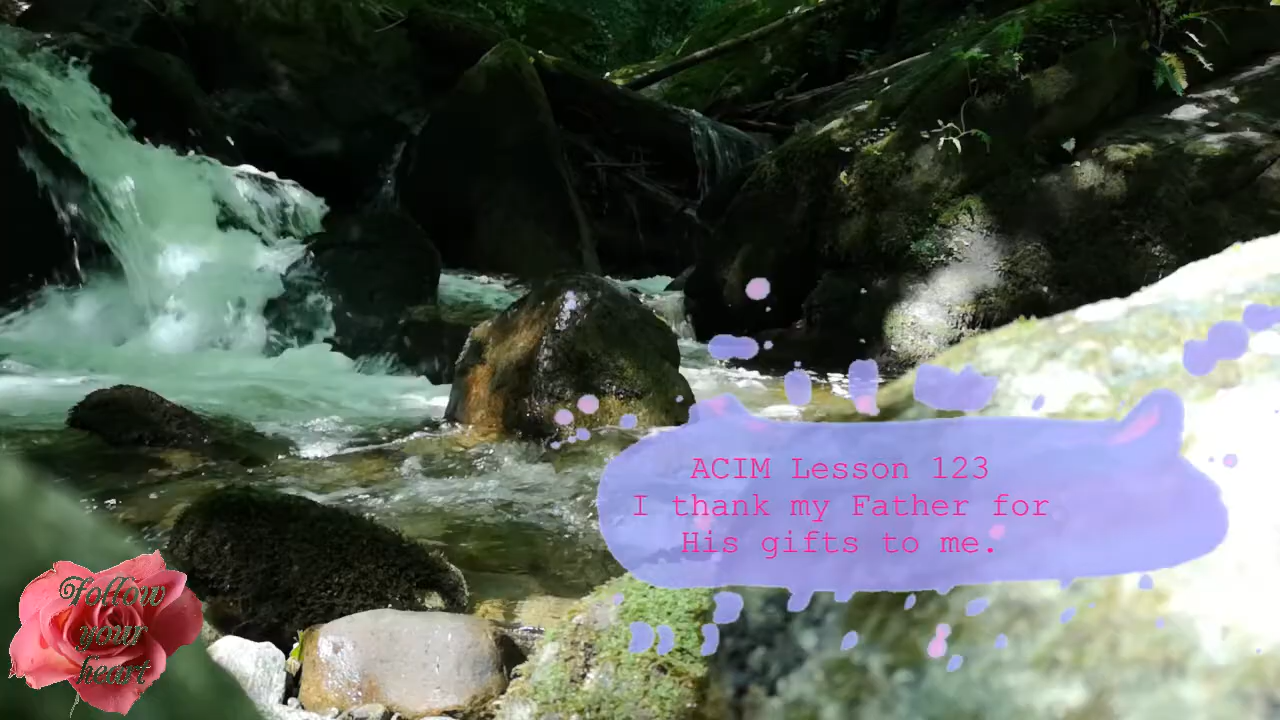 ACIM Lesson 123
I thank my Father for
His gifts to me.
Follow
your
heart